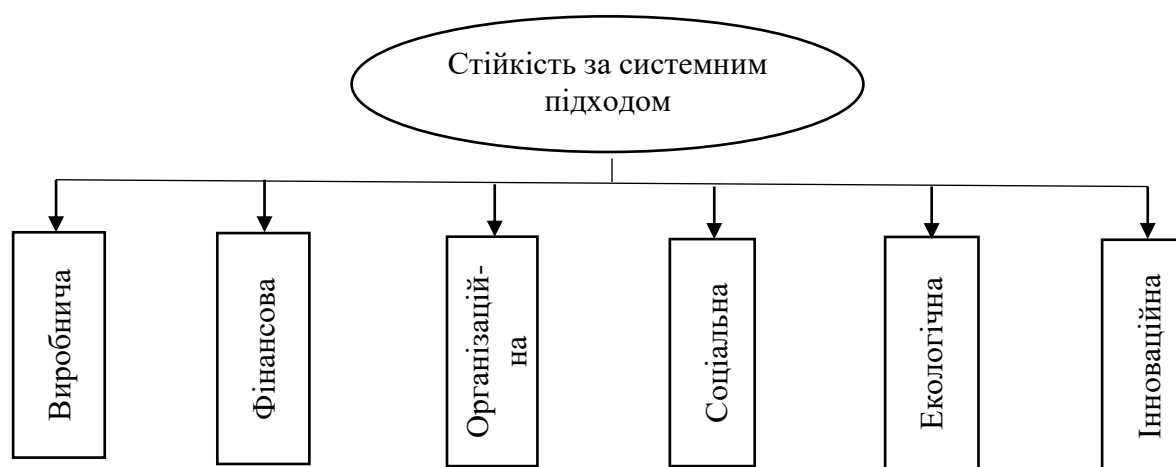 Стійкість за системним
підходом
Виробнича
Фінансова
Організацій-
на
Соціальна
Екологічна
Інноваційна